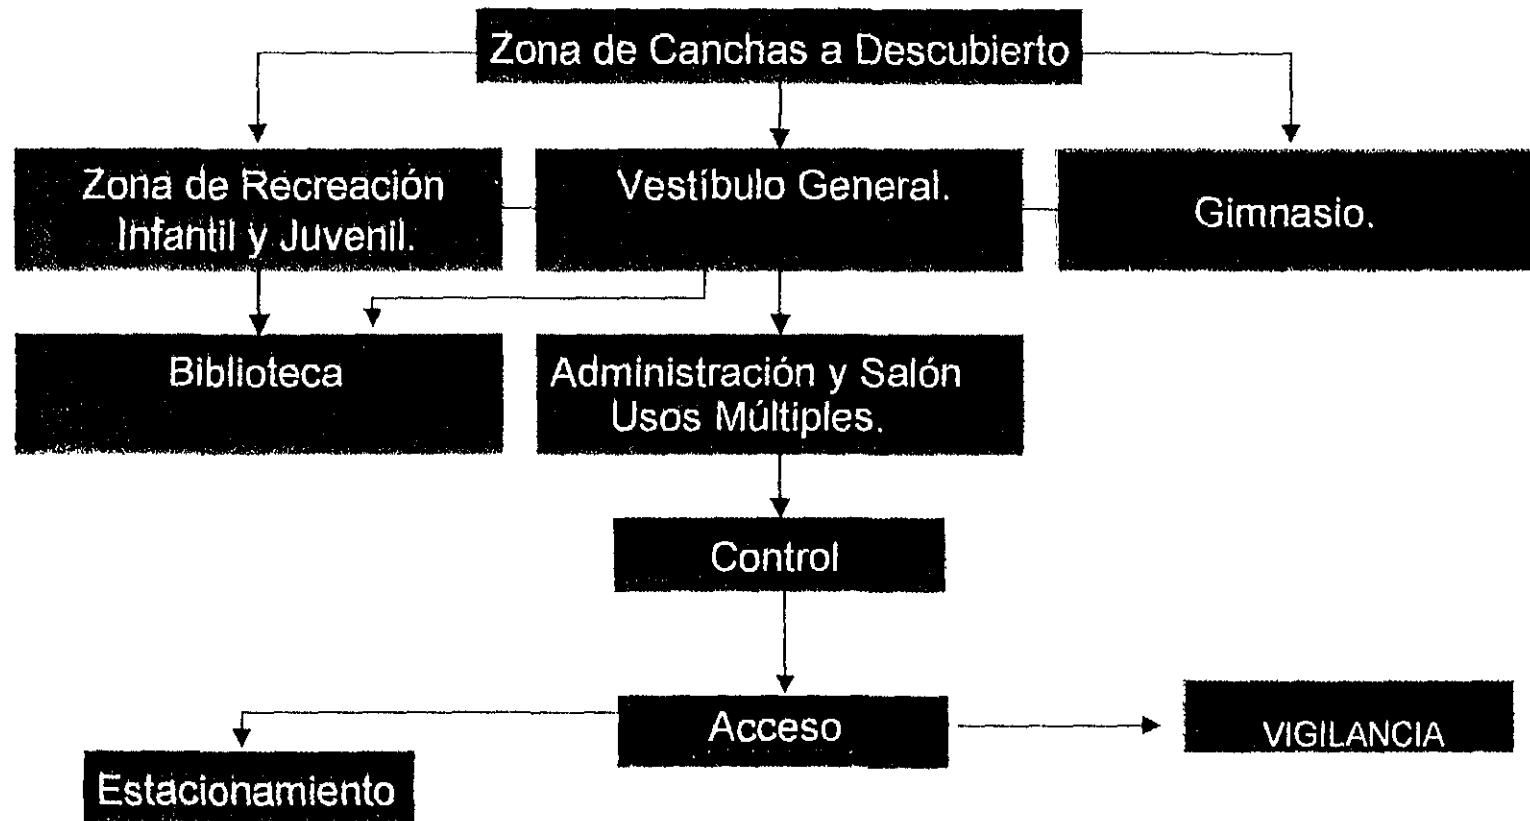 Zona de Canchas a Descubierto
Zona de Recreación
Infantil y Juvenil.
Vestíbulo General.
Gimnasio.
Biblioteca
Administración y Salón
Usos Múltiples.
Control
Acceso
VIGILANCIA
Estacionamiento